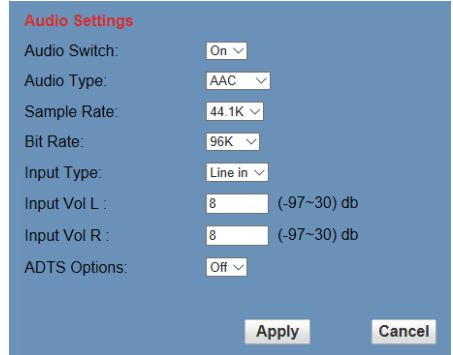 Audio Settings
Audio Switch: On
Audio Type: AAC
Sample Rate: 44.1K
Bit Rate: 96K
Input Type: Line in
Input Vol L : 8 (-97~30) db
Input Vol R : 8 (-97~30) db
ADTS Options: Off
Apply Cancel